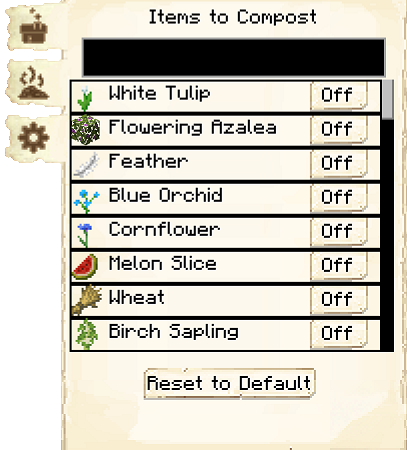 Items to Compost
White Tulip Off
Flowering Azalea Off
Feather Off
Blue Orchid Off
Cornflower Off
Melon Slice Off
Wheat Off
Birch Sapling Off
Reset to Default